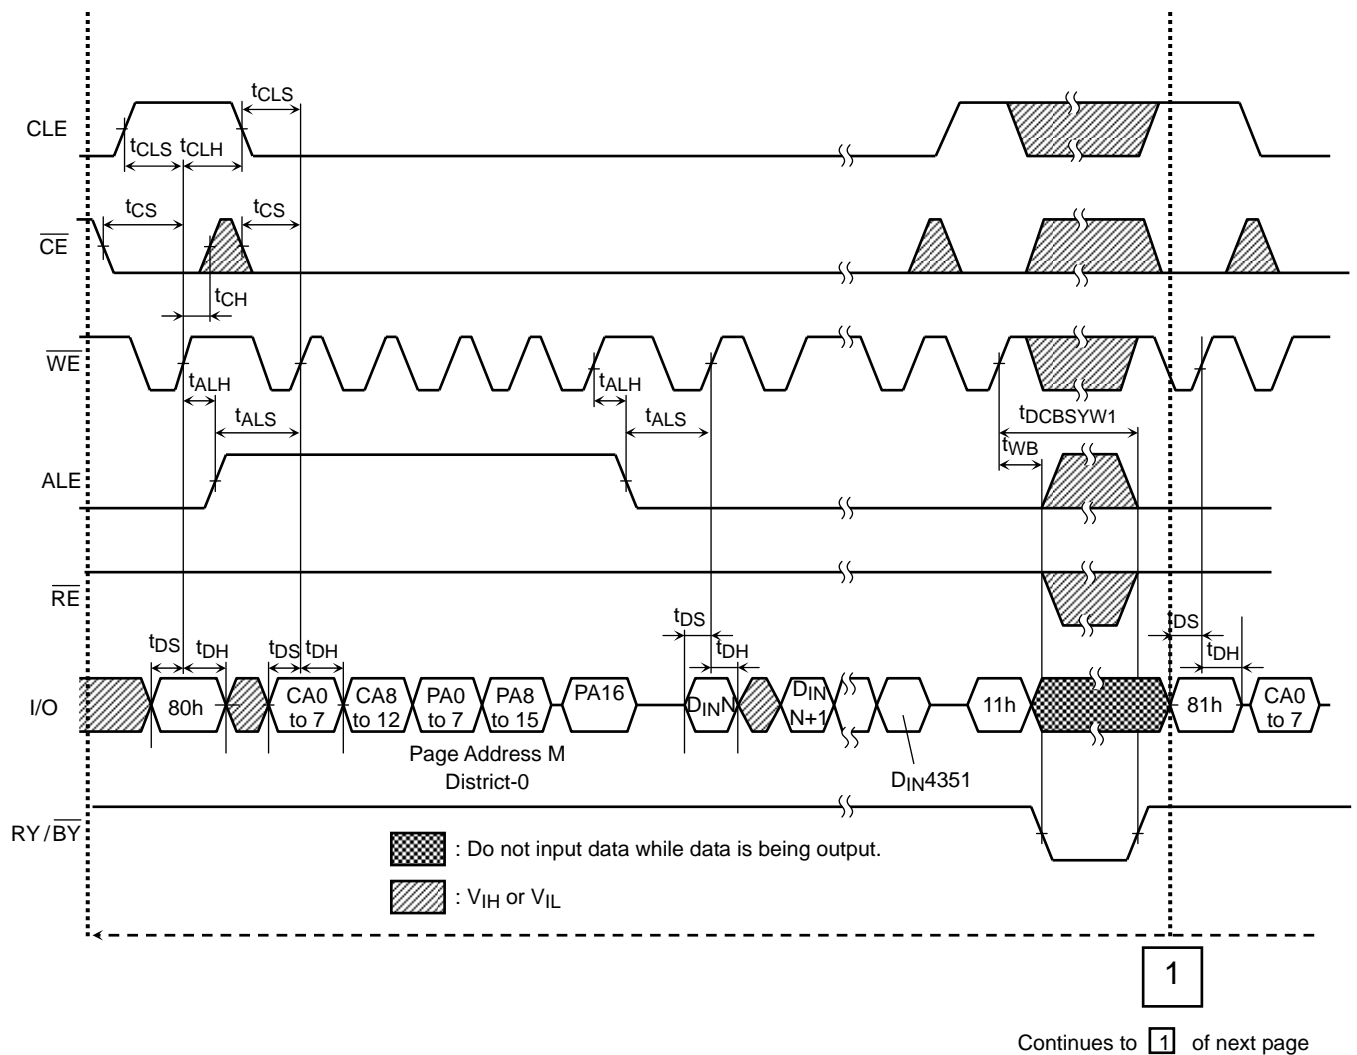 tCLS
CLE
tCLS tCLH
tCS tCS
CE
tCH
WE
tALH tALH
tDCBSYW1
tALS tALS
tWB
ALE
RE
tDS tDH tDS tDH tDS tDH DS tDH
I/O
80h
CA0 to 7
CA8 to 12
PA0 to 7
PA8 to 15
PA16
DINN
DIN N+1
11h
81h
CA0 to 7
Page Address M
District-0
DIN4351
RY/BY
: Do not input data while data is being output.
: VIH or VIL
1
Continues to 1 of next page